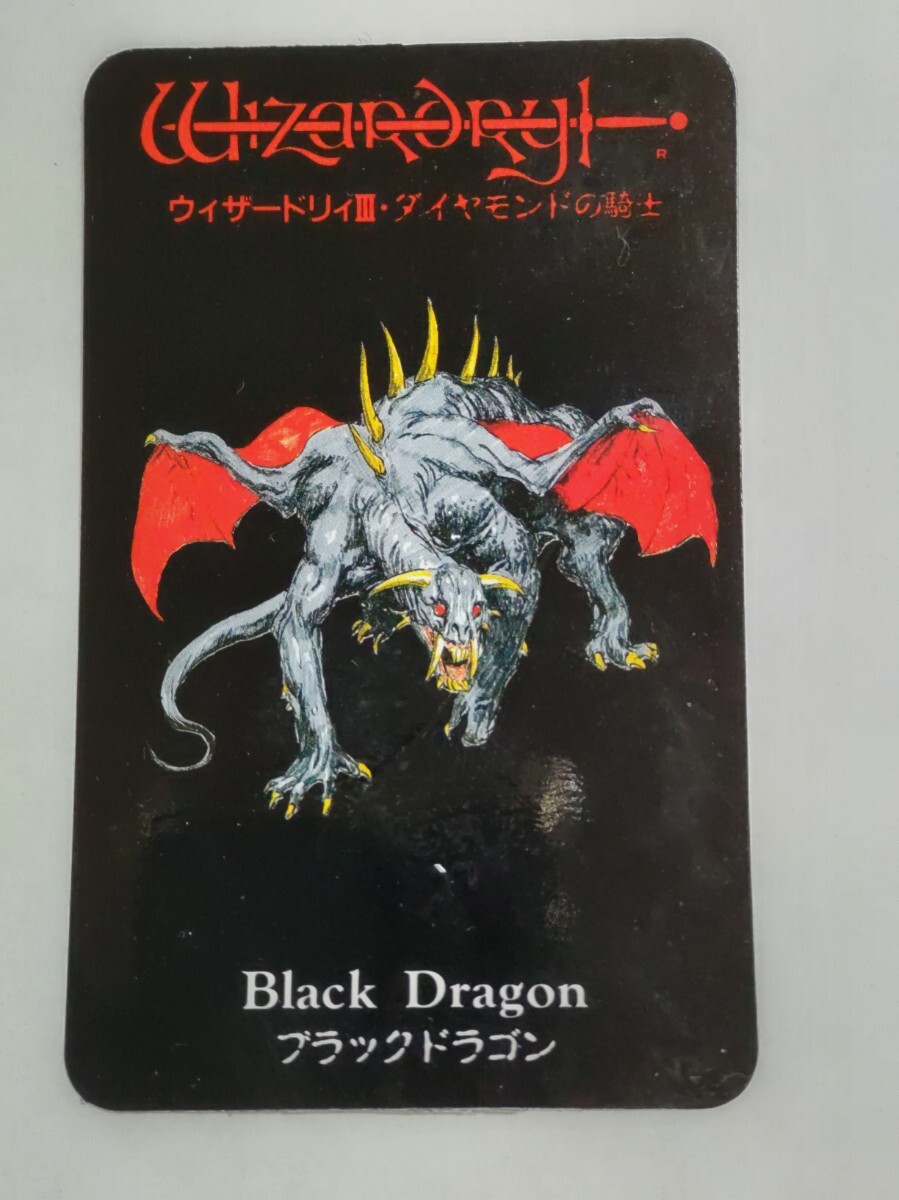 Wizardry
R
ウィザードリィIII・ダイヤモンドの騎士
Black Dragon
ブラックドラゴン